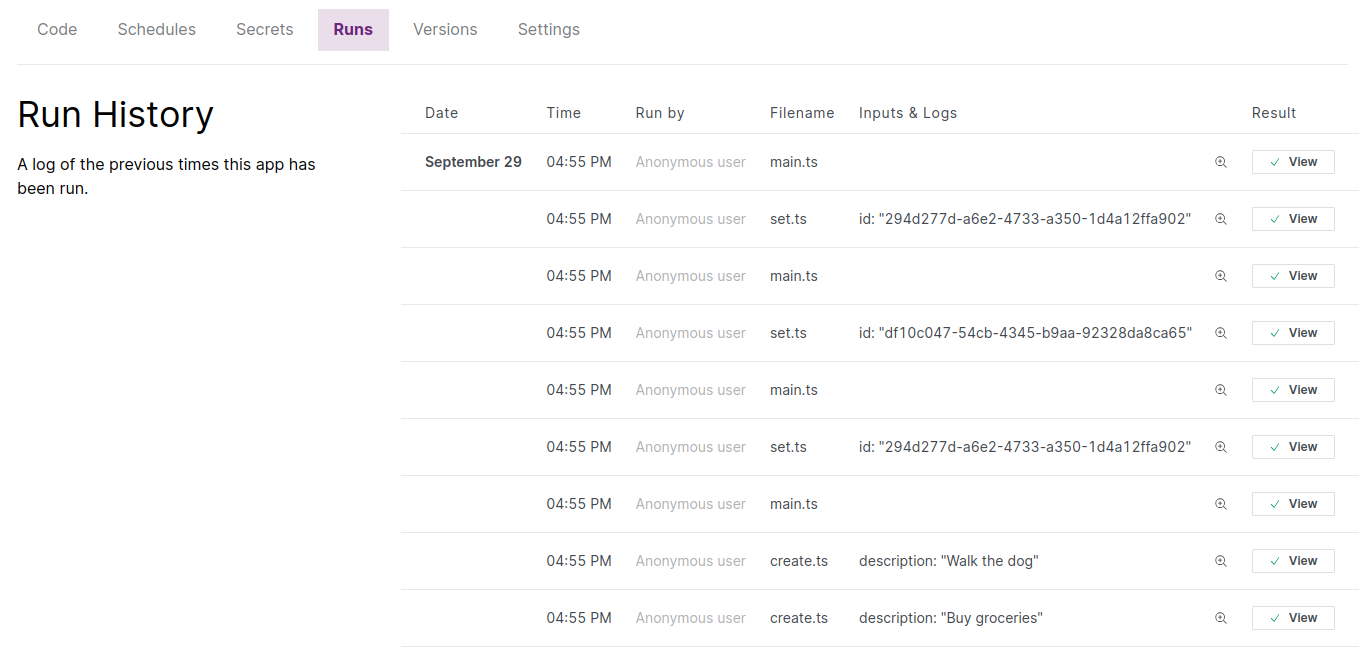 Code Schedules Secrets Runs Versions Settings
Run History
A log of the previous times this app has
been run.
Date Time Run by Filename Inputs & Logs Result
September 29 04:55 PM Anonymous user main.ts View
04:55 PM Anonymous user set.ts id: "294d277d-a6e2-4733-a350-1d4a12ffa902" View
04:55 PM Anonymous user main.ts View
04:55 PM Anonymous user set.ts id: "df10c047-54cb-4345-b9aa-92328da8ca65" View
04:55 PM Anonymous user main.ts View
04:55 PM Anonymous user set.ts id: "294d277d-a6e2-4733-a350-1d4a12ffa902" View
04:55 PM Anonymous user main.ts View
04:55 PM Anonymous user create.ts description: "Walk the dog" View
04:55 PM Anonymous user create.ts description: "Buy groceries" View